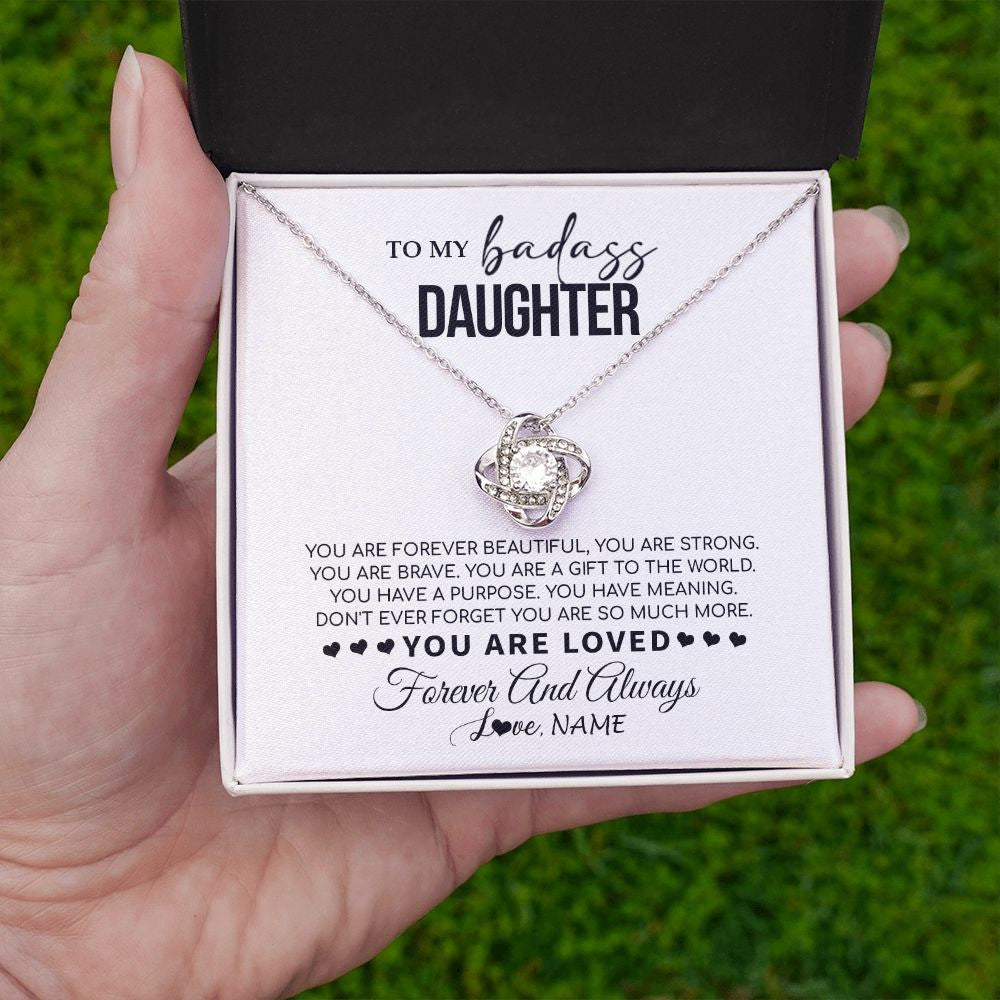 TO MY badass
DAUGHTER
YOU ARE FOREVER BEAUTIFUL, YOU ARE STRONG.
YOU ARE BRAVE. YOU ARE A GIFT TO THE WORLD.
YOU HAVE A PURPOSE. YOU HAVE MEANING.
DON'T EVER FORGET YOU ARE SO MUCH MORE.
♥ ♥ ♥ YOU ARE LOVED ♥ ♥ ♥
Forever And Always
L♥ve, NAME